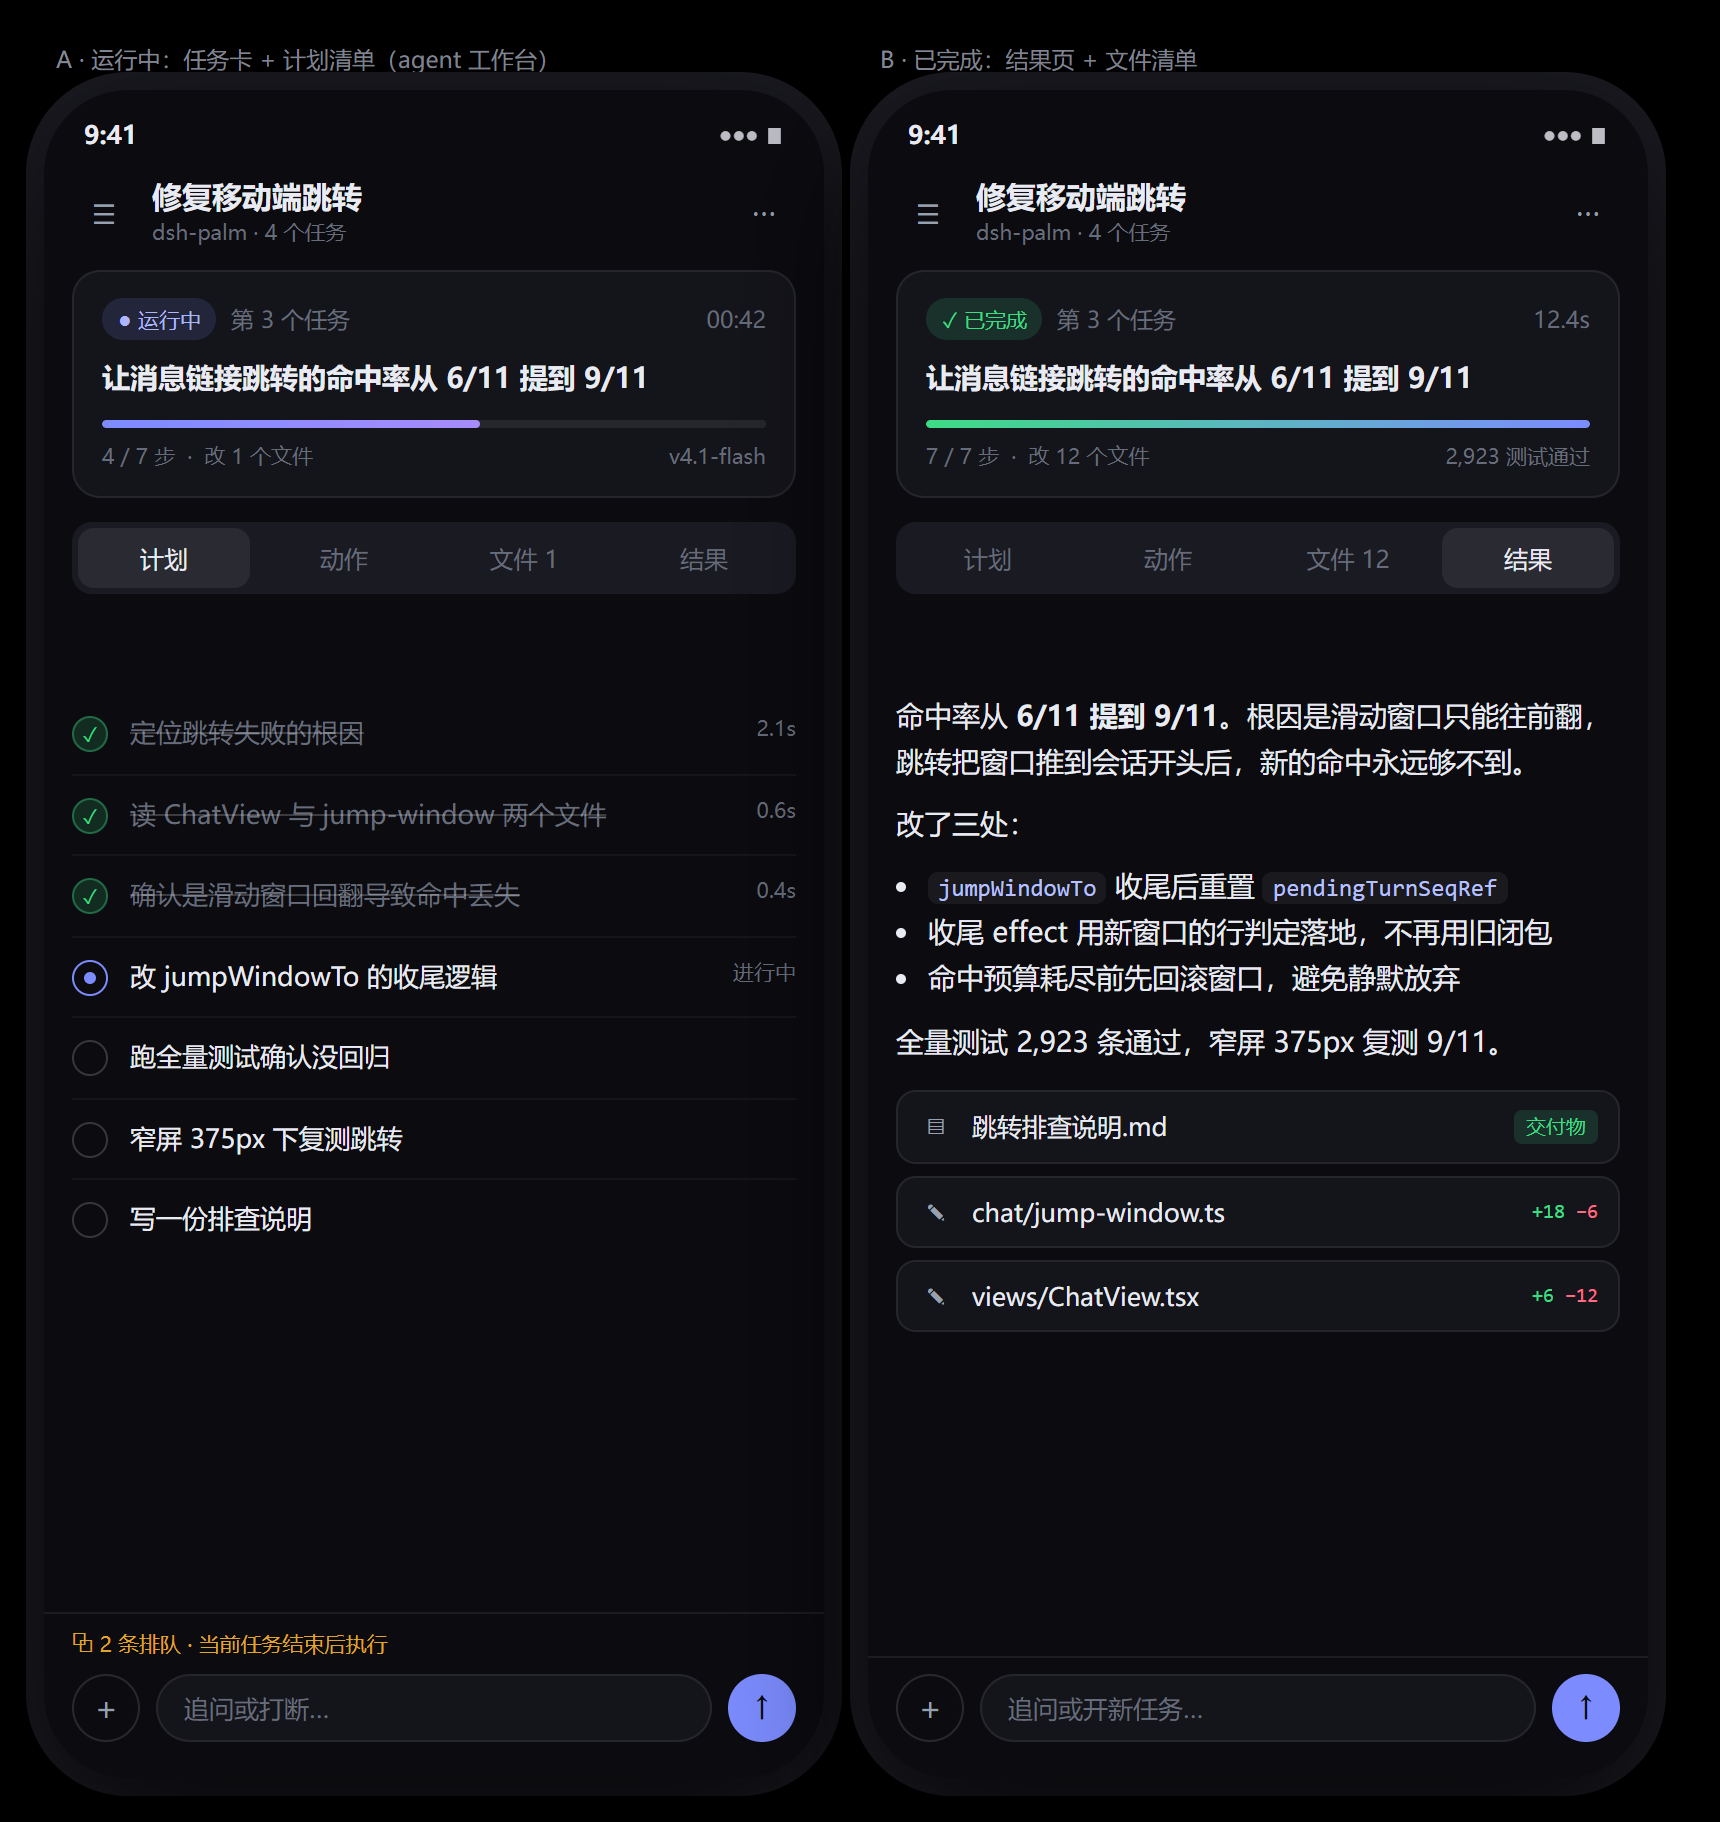 A · 运行中：任务卡 + 计划清单（agent 工作台）
9:41
修复移动端跳转
dsh-palm · 4 个任务
运行中 第 3 个任务 00:42
让消息链接跳转的命中率从 6/11 提到 9/11
4 / 7 步 · 改 1 个文件 v4.1-flash
计划 动作 文件 1 结果
定位跳转失败的根因 2.1s
读 ChatView 与 jump-window 两个文件 0.6s
确认是滑动窗口回翻导致命中丢失 0.4s
改 jumpWindowTo 的收尾逻辑 进行中
跑全量测试确认没回归
窄屏 375px 下复测跳转
写一份排查说明
2 条排队 · 当前任务结束后执行
追问或打断...
B · 已完成：结果页 + 文件清单
9:41
修复移动端跳转
dsh-palm · 4 个任务
✓ 已完成 第 3 个任务 12.4s
让消息链接跳转的命中率从 6/11 提到 9/11
7 / 7 步 · 改 12 个文件 2,923 测试通过
计划 动作 文件 12 结果
命中率从 6/11 提到 9/11。根因是滑动窗口只能往前翻，
跳转把窗口推到会话开头后，新的命中永远够不到。
改了三处：
• jumpWindowTo 收尾后重置 pendingTurnSeqRef
• 收尾 effect 用新窗口的行判定落地，不再用旧闭包
• 命中预算耗尽前先回滚窗口，避免静默放弃
全量测试 2,923 条通过，窄屏 375px 复测 9/11。
跳转排查说明.md 交付物
chat/jump-window.ts +18 −6
views/ChatView.tsx +6 −12
追问或开新任务...